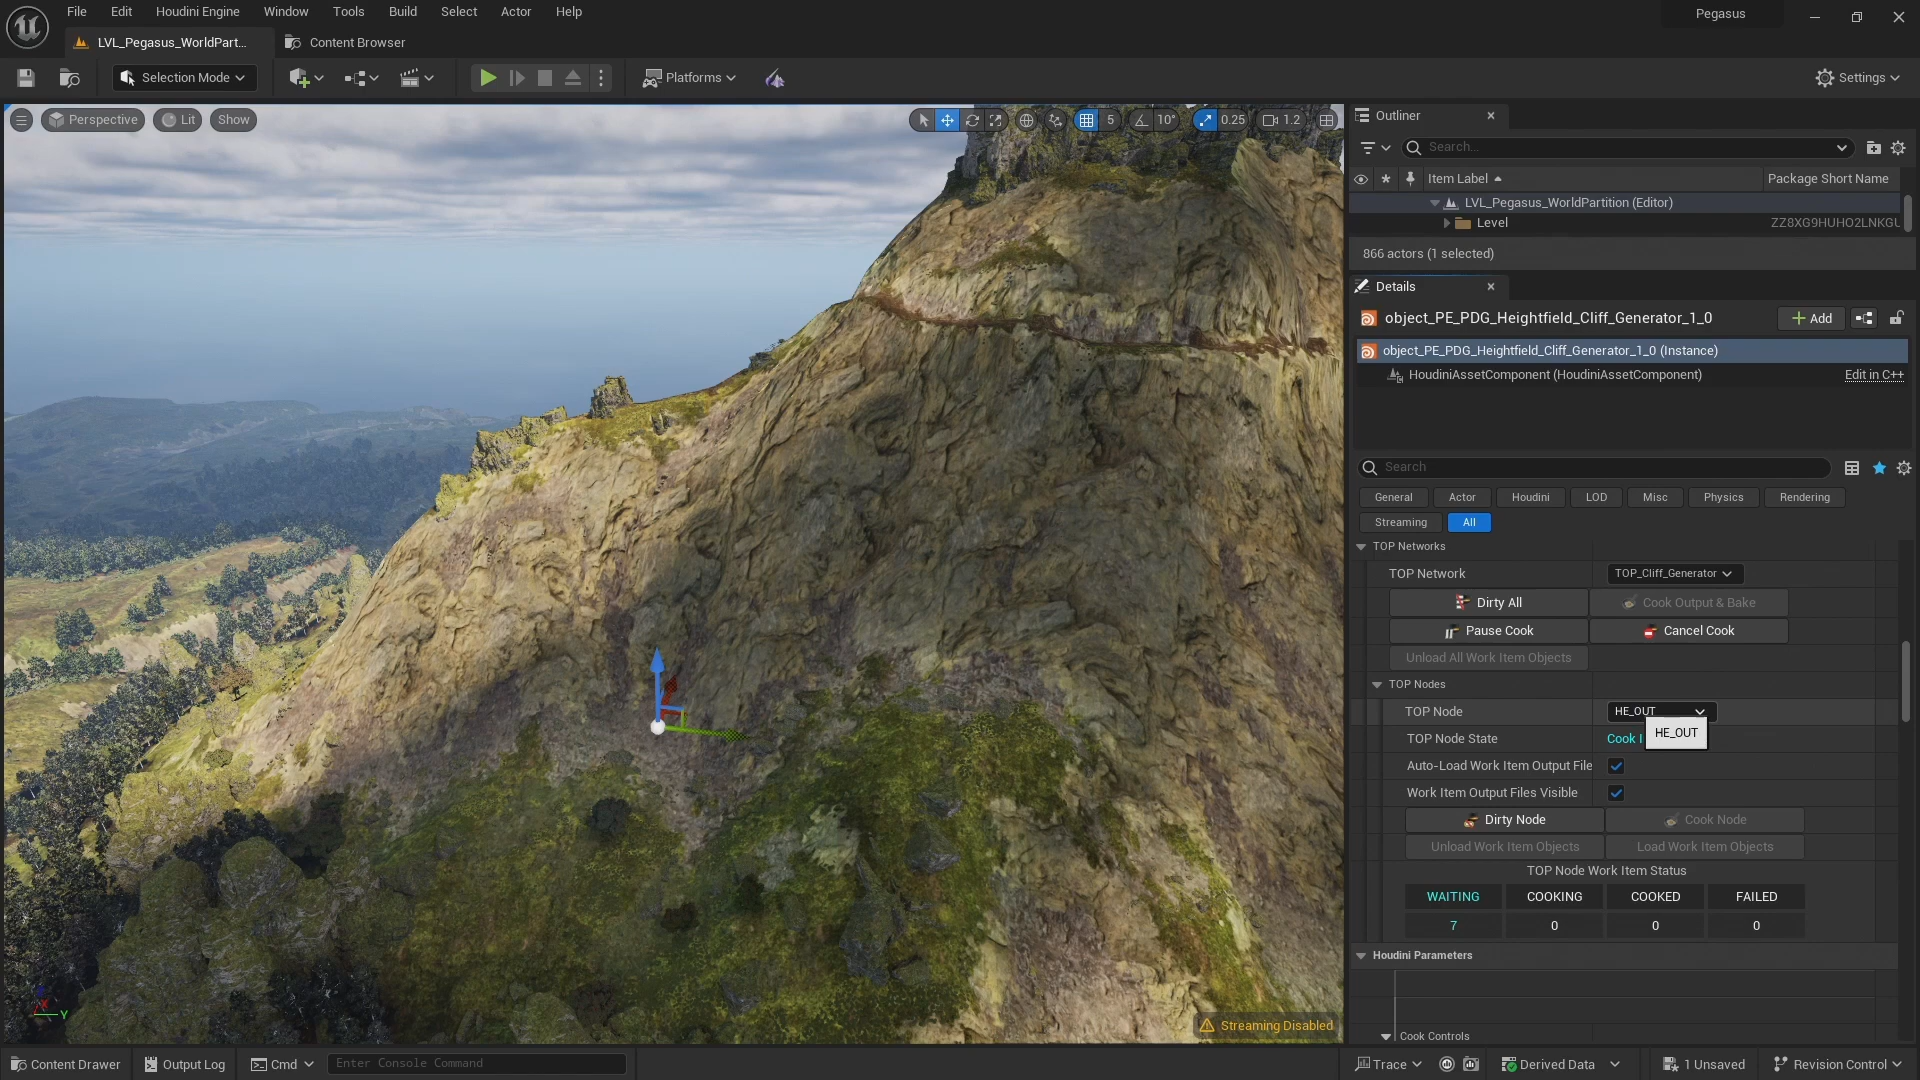 File Edit Houdini Engine Window Tools Build Select Actor Help
Pegasus
LVL_Pegasus_WorldPart...
Content Browser
Selection Mode
Platforms
Settings
Perspective
Lit
Show
5
10°
0.25
1.2
Outliner
Search...
Item Label
Package Short Name
LVL_Pegasus_WorldPartition (Editor)
Level
ZZ8XG9HUHO2LNKGU
866 actors (1 selected)
Details
object_PE_PDG_Heightfield_Cliff_Generator_1_0
Add
object_PE_PDG_Heightfield_Cliff_Generator_1_0 (Instance)
HoudiniAssetComponent (HoudiniAssetComponent)
Edit in C++
Search
General
Actor
Houdini
LOD
Misc
Physics
Rendering
Streaming
All
TOP Networks
TOP Network
TOP_Cliff_Generator
Dirty All
Cook Output & Bake
Pause Cook
Cancel Cook
Unload All Work Item Objects
TOP Nodes
TOP Node
HE_OUT
HE_OUT
TOP Node State
Cook I
Auto-Load Work Item Output File
Work Item Output Files Visible
Dirty Node
Cook Node
Unload Work Item Objects
Load Work Item Objects
TOP Node Work Item Status
WAITING
COOKING
COOKED
FAILED
7
0
0
0
Houdini Parameters
Cook Controls
X
Y
Streaming Disabled
Content Drawer
Output Log
Cmd
Enter Console Command
Trace
Derived Data
1 Unsaved
Revision Control